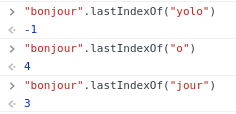 > "bonjour".lastIndexOf("yolo")
<· -1
> "bonjour".lastIndexOf("o")
<· 4
> "bonjour".lastIndexOf("jour")
<· 3